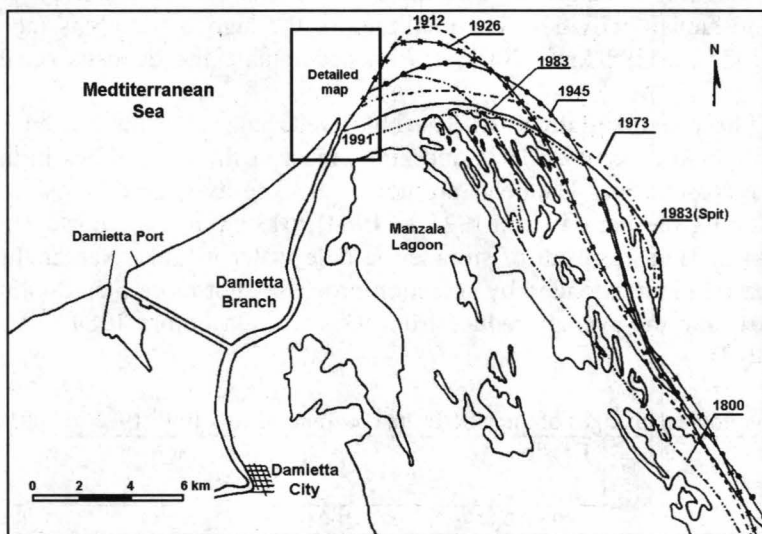 1912
1926
N
Detailed
map
1983
Medtiterranean
Sea
1945
1973
1991
1983(Spit)
Manzala
Lagoon
Damietta Port
Damietta
Branch
1800
Damietta
City
0 2 4 6 km